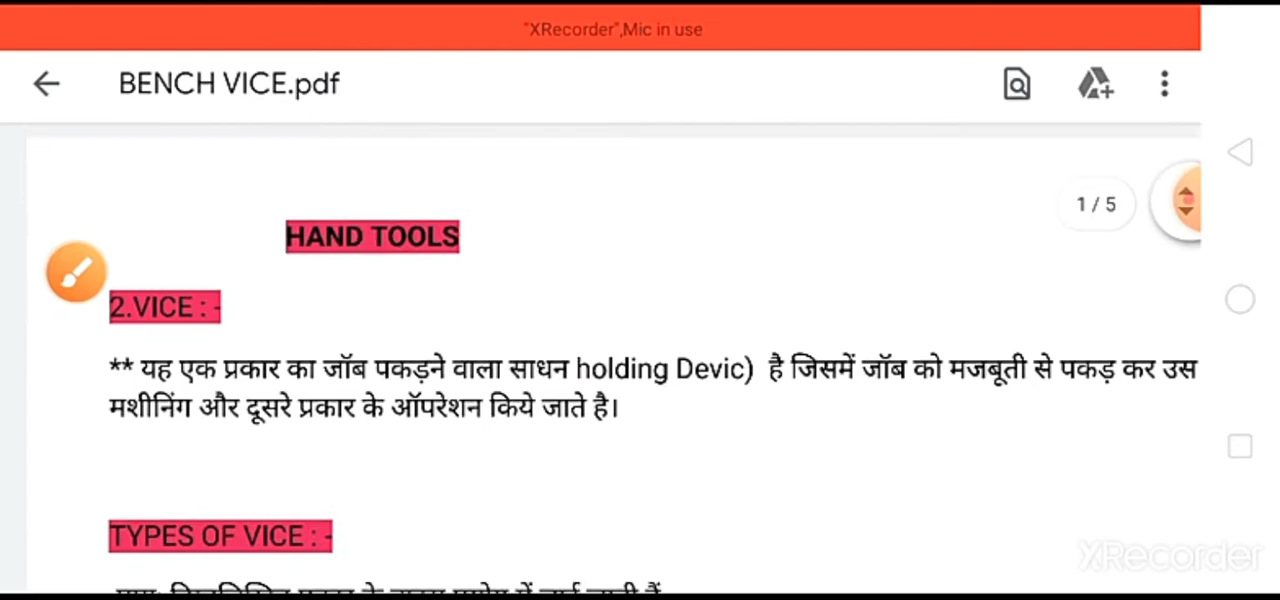 "XRecorder",Mic in use
BENCH VICE.pdf
1 / 5
HAND TOOLS
2.VICE : -
** यह एक प्रकार का जॉब पकड़ने वाला साधन holding Devic) है जिसमें जॉब को मजबूती से पकड़ कर उस
मशीनिंग और दूसरे प्रकार के ऑपरेशन किये जाते है।
TYPES OF VICE : -
XRecorder